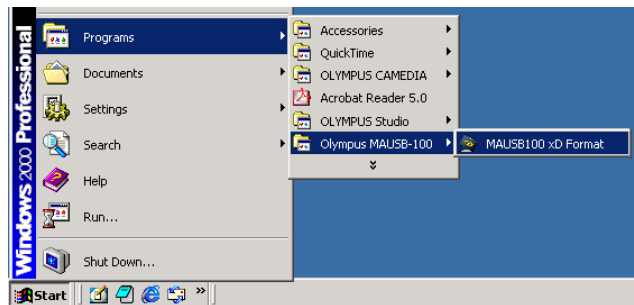 Windows 2000 Professional
Programs
Documents
Settings
Search
Help
Run...
Shut Down...
Accessories
QuickTime
OLYMPUS CAMEDIA
Acrobat Reader 5.0
OLYMPUS Studio
Olympus MAUSB-100
MAUSB100 xD Format
Start
»